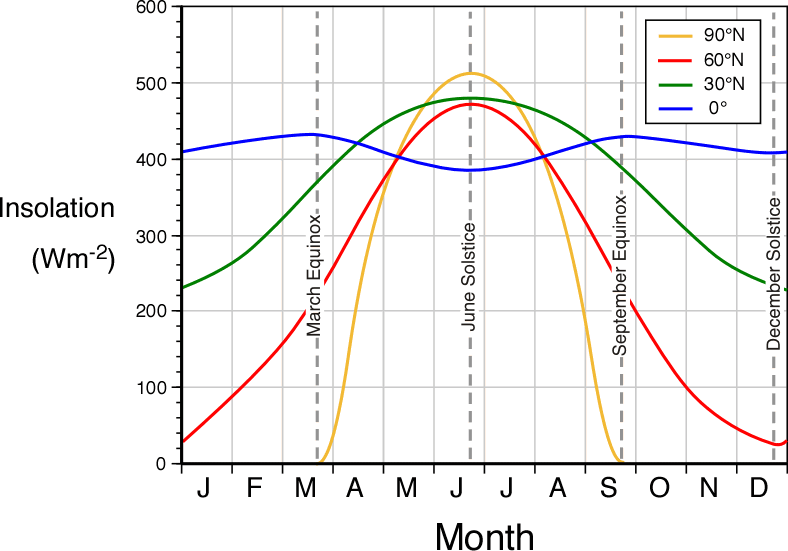 600
500
400
300
200
100
0
Insolation
(Wm-2)
90°N
60°N
30°N
0°
March Equinox
June Solstice
September Equinox
December Solstice
J F M A M J J A S O N D
Month